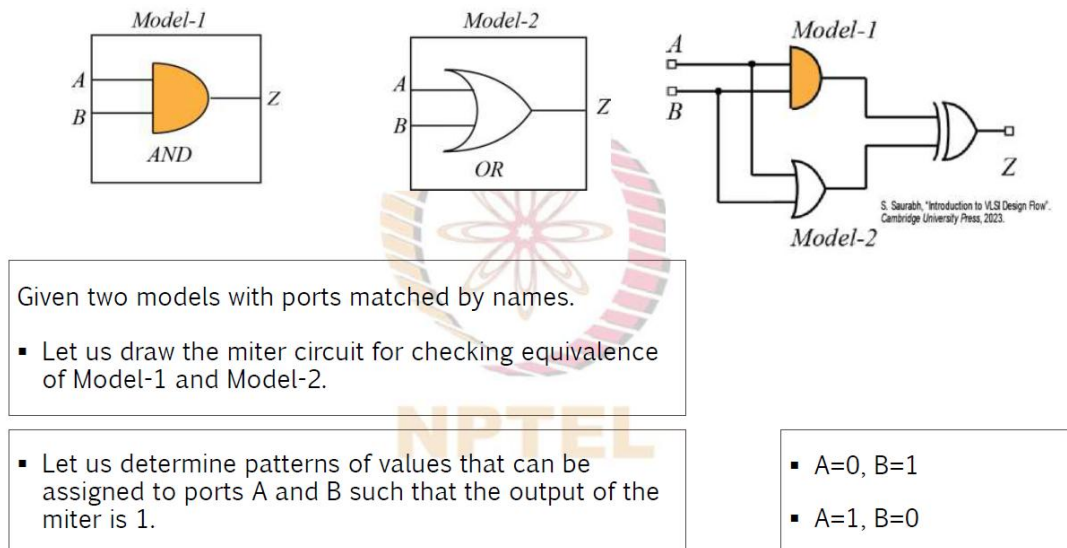 Model-1
A
B
Z
AND
Model-2
A
B
Z
OR
Model-1
A
B
Z
Model-2
S. Saurabh, "Introduction to VLSI Design Flow".
Cambridge University Press, 2023.
Given two models with ports matched by names.
▪ Let us draw the miter circuit for checking equivalence
of Model-1 and Model-2.
NPTEL
▪ Let us determine patterns of values that can be
assigned to ports A and B such that the output of the
miter is 1.
▪ A=0, B=1
▪ A=1, B=0